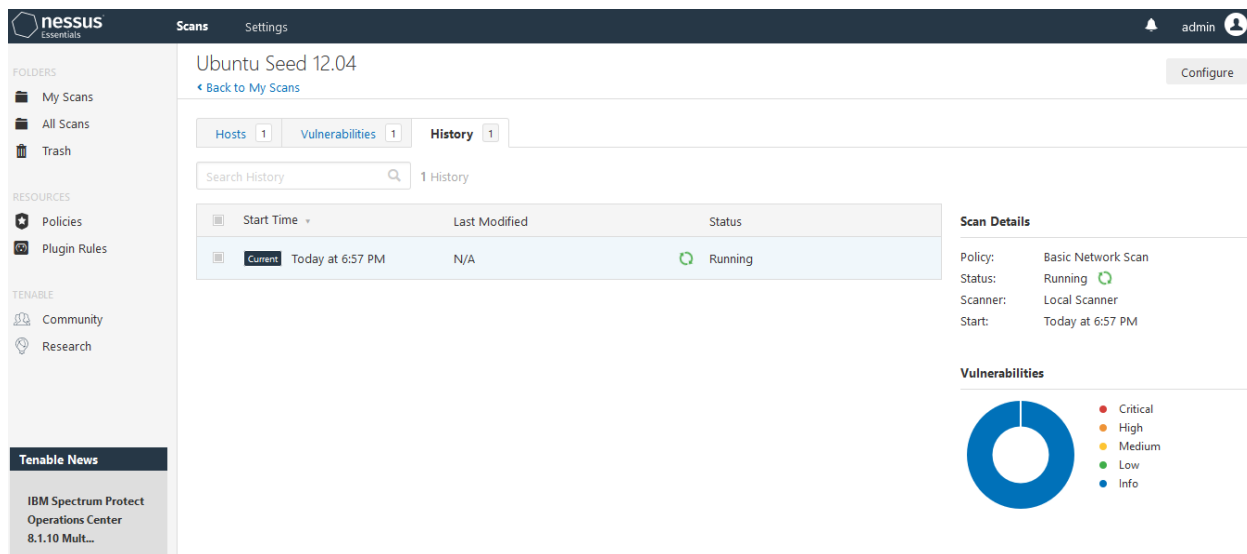 nessus
Essentials
Scans Settings admin
FOLDERS
My Scans
All Scans
Trash
RESOURCES
Policies
Plugin Rules
TENABLE
Community
Research
Tenable News
IBM Spectrum Protect
Operations Center
8.1.10 Mult...
Ubuntu Seed 12.04
Back to My Scans
Configure
Hosts 1 Vulnerabilities 1 History 1
Search History 1 History
Start Time Last Modified Status
Current Today at 6:57 PM N/A Running
Scan Details
Policy: Basic Network Scan
Status: Running
Scanner: Local Scanner
Start: Today at 6:57 PM
Vulnerabilities
Critical
High
Medium
Low
Info